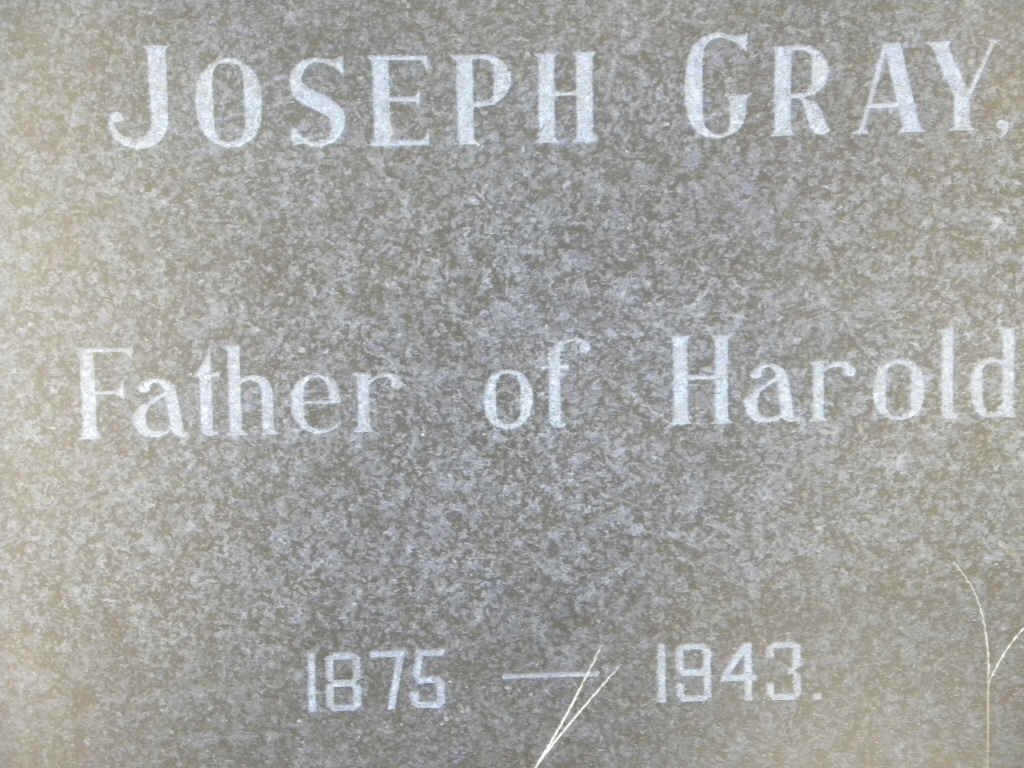 JOSEPH GRAY,
Father of Harold
1875 — 1943.